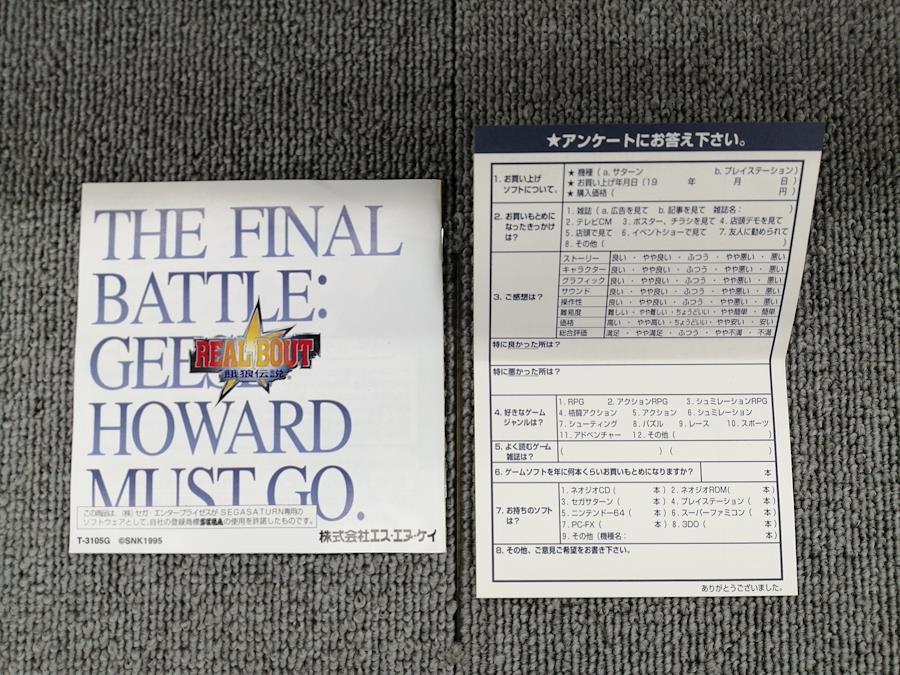 THE FINAL
BATTLE:
GEESE
REAL BOUT
餓狼伝説
HOWARD
MUST GO.
この商品は、(株)セガ・エンタープライゼスがSEGASATURN専用の
ソフトウェアとして、自社の登録商標SEGAの使用を許諾したものです。
T-3105G ©SNK1995
株式会社エス・エヌ・ケイ
★アンケートにお答え下さい。
1. お買い上げソフトについて。
★ 機種 ( a. サターン b. プレイステーション )
★ お買い上げ年月日 (19 年 月 日 )
★ 購入価格 ( 円 )
2. お買いもとめになったきっかけは?
1. 雑誌 ( a. 広告を見て b. 記事を見て 雑誌名: )
2. テレビCM 3. ポスター、チラシを見て 4. 店頭デモを見て
5. 店頭で見て 6. イベントショーで見て 7. 友人に勧められて
8. その他 ( )
3. ご感想は?
ストーリー 良い ・ やや良い ・ ふつう ・ やや悪い ・ 悪い
キャラクター 良い ・ やや良い ・ ふつう ・ やや悪い ・ 悪い
グラフィック 良い ・ やや良い ・ ふつう ・ やや悪い ・ 悪い
サウンド 良い ・ やや良い ・ ふつう ・ やや悪い ・ 悪い
操作性 良い ・ やや良い ・ ふつう ・ やや悪い ・ 悪い
難易度 難しい ・ やや難しい ・ ちょうどいい ・ やや簡単 ・ 簡単
価格 高い ・ やや高い ・ ちょうどいい ・ やや安い ・ 安い
総合評価 満足 ・ やや満足 ・ ふつう ・ やや不満 ・ 不満
特に良かった所は?
特に悪かった所は?
4. 好きなゲームジャンルは?
1. RPG 2. アクションRPG 3. シュミレーションRPG
4. 格闘アクション 5. アクション 6. シュミレーション
7. シューティング 8. パズル 9. レース 10. スポーツ
11. アドベンチャー 12. その他 ( )
5. よく読むゲーム雑誌は?
( ) ( )
6. ゲームソフトを年に何本くらいお買いもとめになりますか? 本
7. お持ちのソフトは?
1. ネオジオCD ( 本 ) 2. ネオジオROM ( 本 )
3. セガサターン ( 本 ) 4. プレイステーション ( 本 )
5. ニンテンドー64 ( 本 ) 6. スーパーファミコン ( 本 )
7. PC-FX ( 本 ) 8. 3DO ( 本 )
9. その他 (機種名: 本 )
8. その他、ご意見ご希望をお書き下さい。
ありがとうございました。